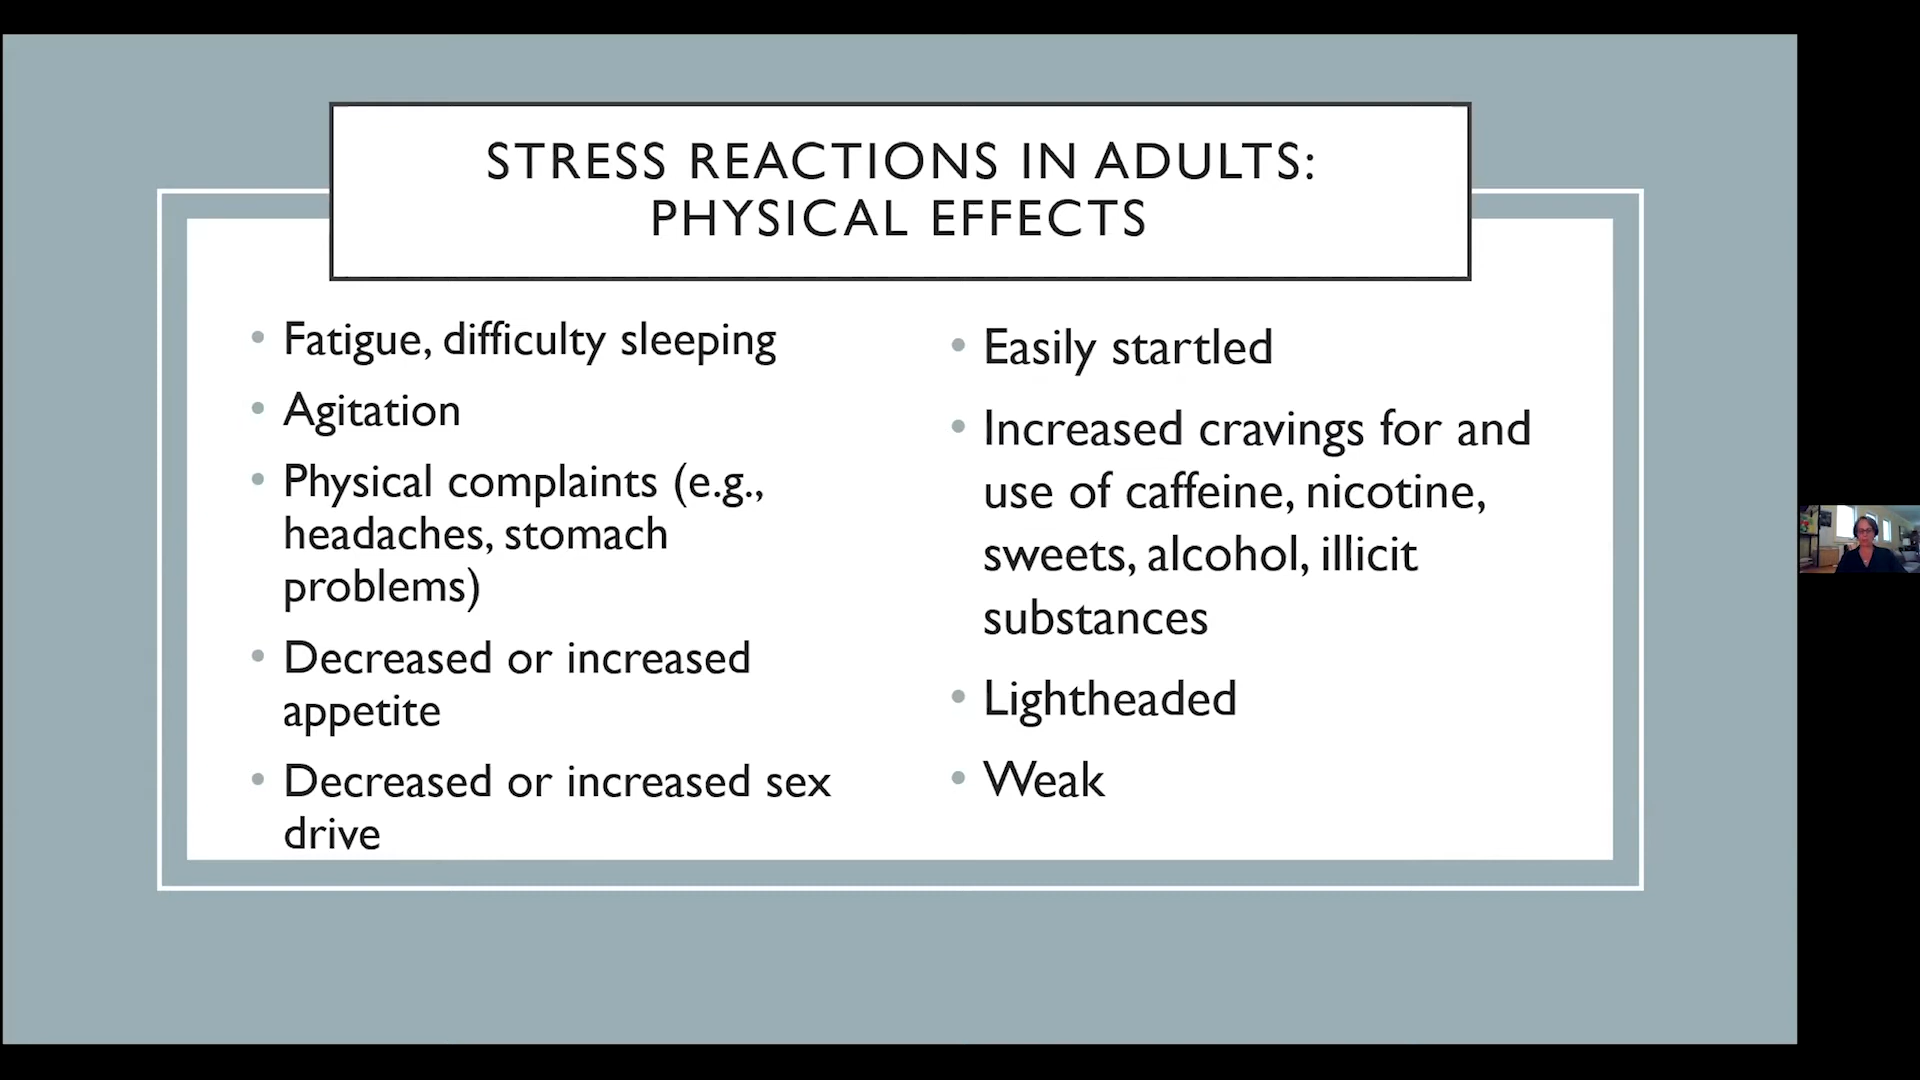 STRESS REACTIONS IN ADULTS:
PHYSICAL EFFECTS
• Fatigue, difficulty sleeping
• Agitation
• Physical complaints (e.g.,
headaches, stomach
problems)
• Decreased or increased
appetite
• Decreased or increased sex
drive
• Easily startled
• Increased cravings for and
use of caffeine, nicotine,
sweets, alcohol, illicit
substances
• Lightheaded
• Weak